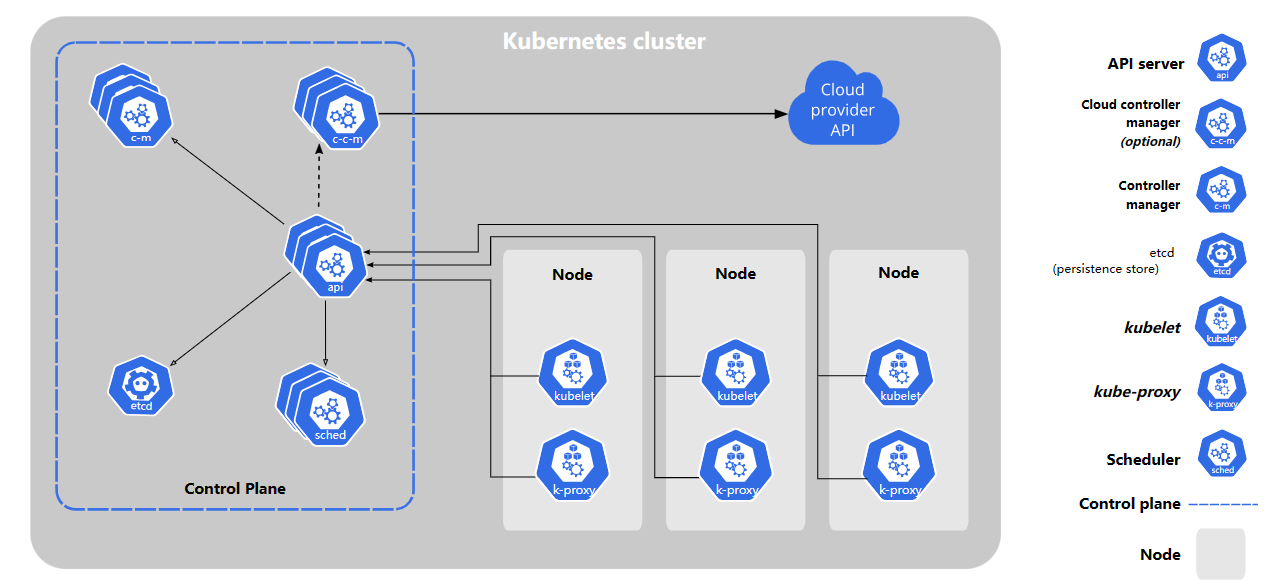 Kubernetes cluster
c-m
c-c-m
Cloud
provider
API
api
etcd
sched
Control Plane
Node
kubelet
k-proxy
Node
kubelet
k-proxy
Node
kubelet
k-proxy
API server
api
Cloud controller
manager
(optional)
c-c-m
Controller
manager
c-m
etcd
(persistence store)
etcd
kubelet
kubelet
kube-proxy
k-proxy
Scheduler
sched
Control plane
Node